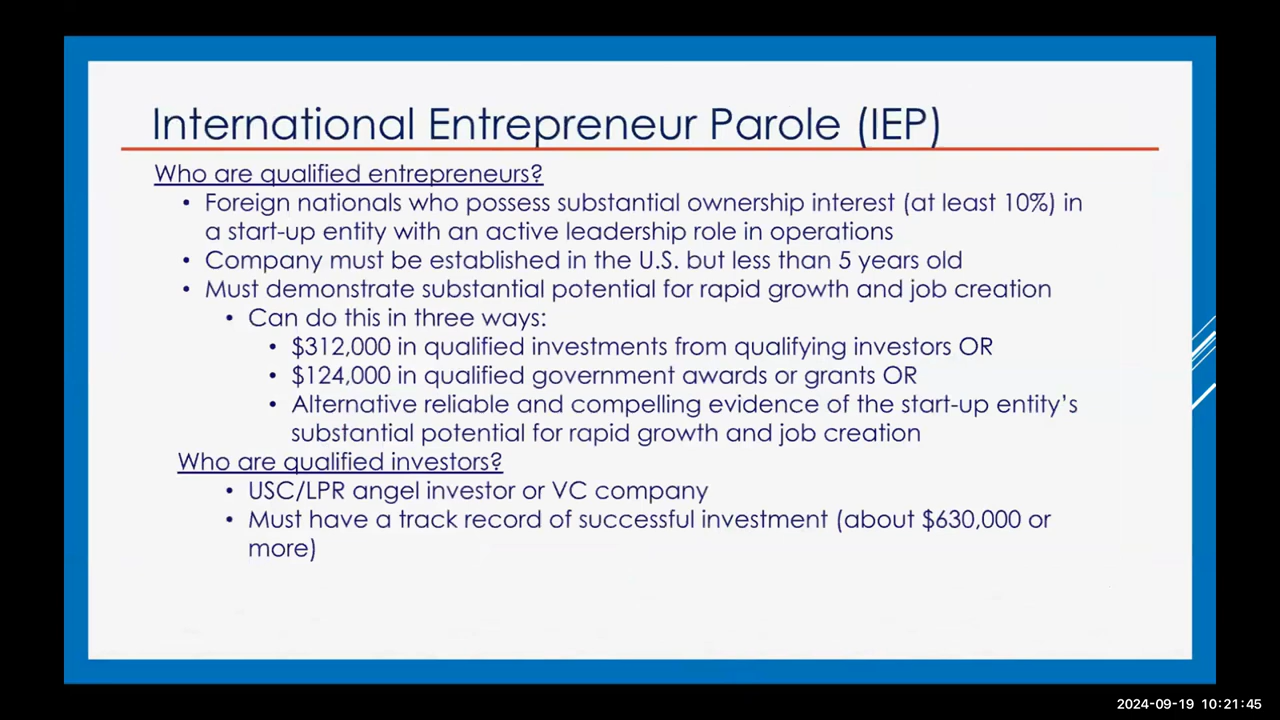 International Entrepreneur Parole (IEP)
Who are qualified entrepreneurs?
• Foreign nationals who possess substantial ownership interest (at least 10%) in
a start-up entity with an active leadership role in operations
• Company must be established in the U.S. but less than 5 years old
• Must demonstrate substantial potential for rapid growth and job creation
• Can do this in three ways:
• $312,000 in qualified investments from qualifying investors OR
• $124,000 in qualified government awards or grants OR
• Alternative reliable and compelling evidence of the start-up entity’s
substantial potential for rapid growth and job creation
Who are qualified investors?
• USC/LPR angel investor or VC company
• Must have a track record of successful investment (about $630,000 or
more)
2024-09-19 10:21:45